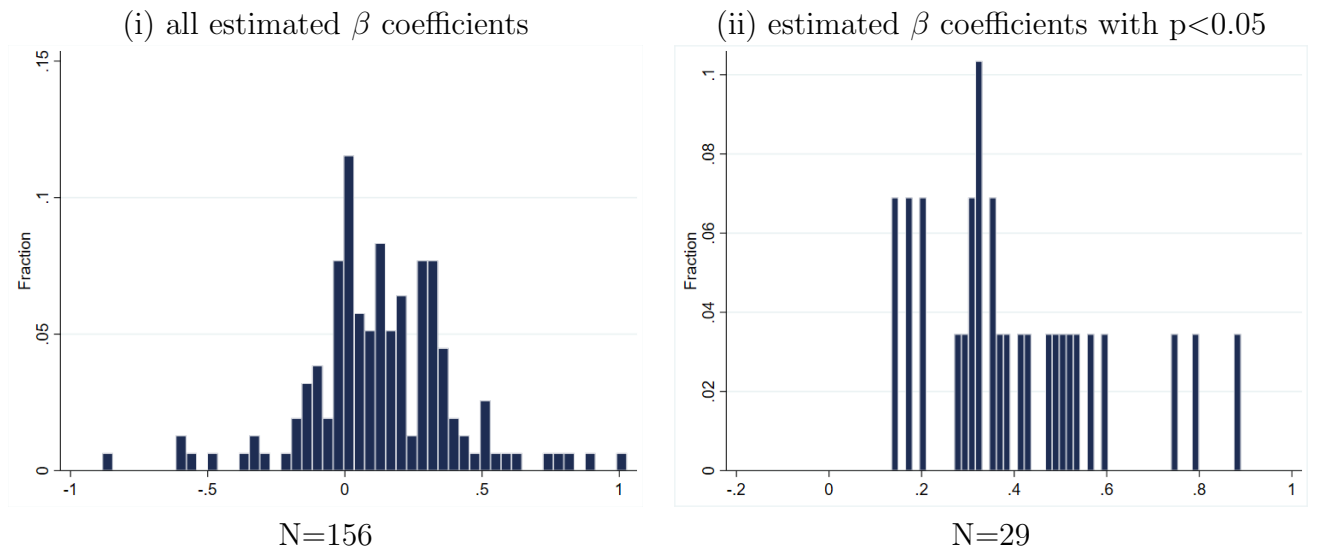 (i) all estimated β coefficients
.15
.1
.05
0
Fraction
-1 -.5 0 .5 1
N=156
(ii) estimated β coefficients with p<0.05
.1
.08
.06
.04
.02
0
Fraction
-.2 0 .2 .4 .6 .8 1
N=29